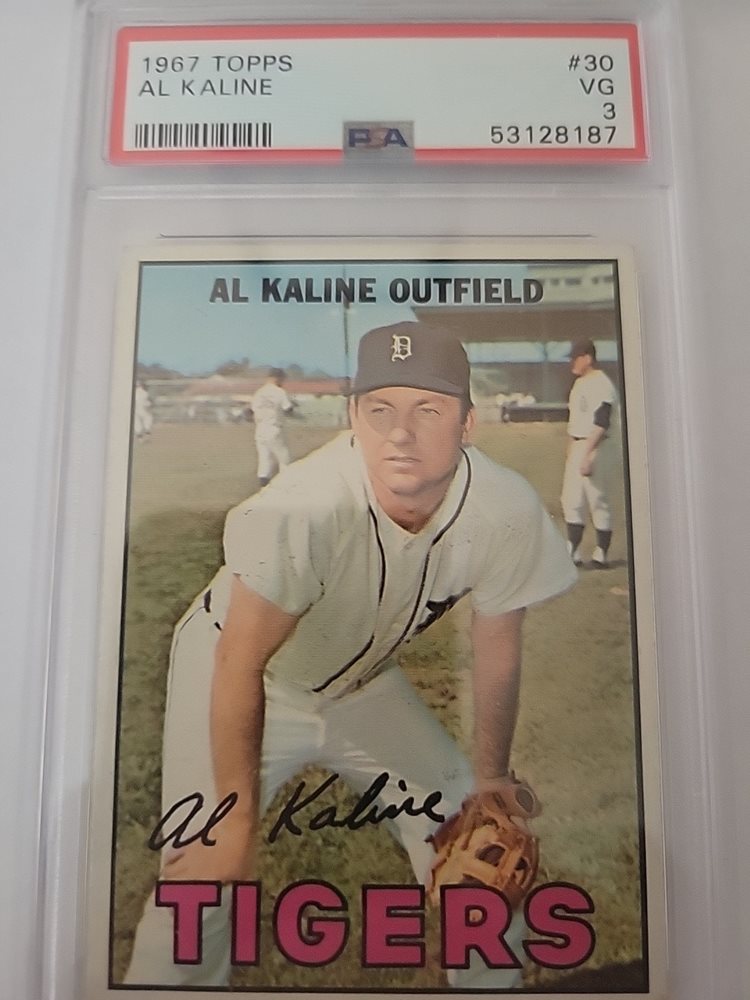 1967 TOPPS #30
AL KALINE VG
3
PSA 53128187
AL KALINE OUTFIELD
D
Al Kaline
TIGERS